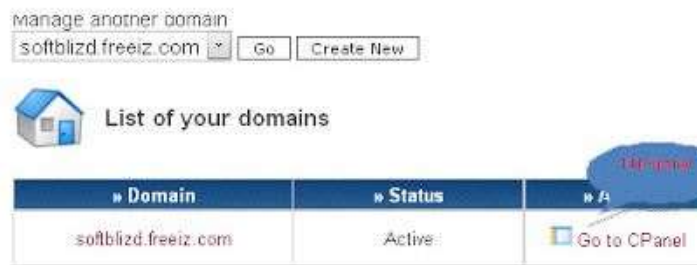 Manage another domain
softblizd.freeiz.com Go Create New
List of your domains
» Domain » Status » A
softblizd.freeiz.com Active Go to CPanel